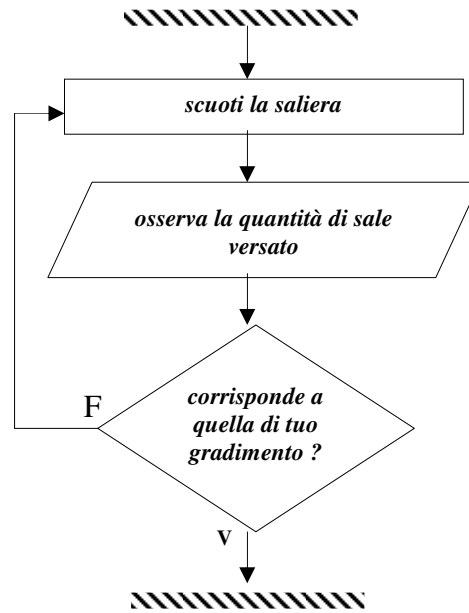 scuoti la saliera
osserva la quantità di sale
versato
corrisponde a
quella di tuo
gradimento ?
F
V